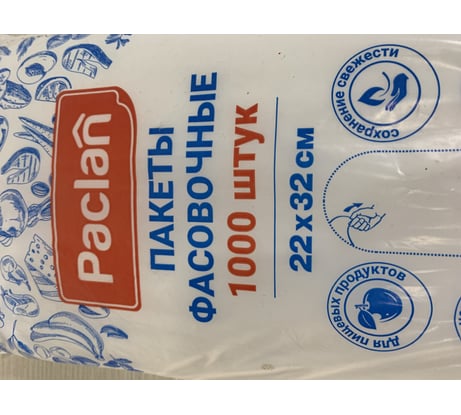 Paclan
ПАКЕТЫ
ФАСОВОЧНЫЕ
1000 ШТУК
22 x 32 см
для пищевых продуктов
сохранение свежести